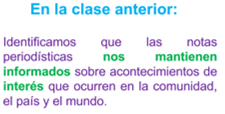 En la clase anterior:
Identificamos que las notas
periodísticas nos mantienen
informados sobre acontecimientos de
interés que ocurren en la comunidad,
el país y el mundo.